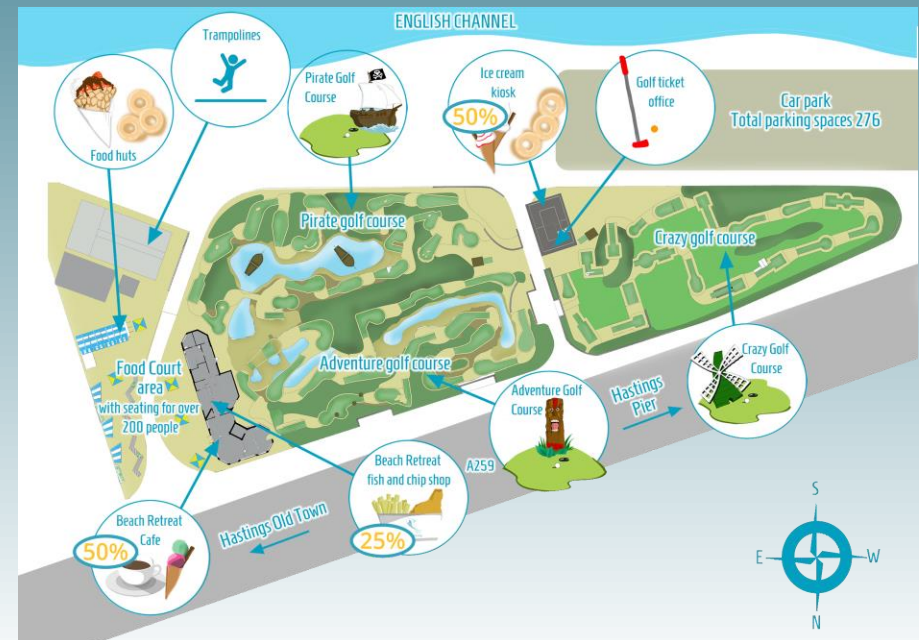 ENGLISH CHANNEL
Trampolines
Food huts
Pirate Golf
Course
Ice cream
kiosk
50%
Golf ticket
office
Car park
Total parking spaces 276
Pirate golf course
Crazy golf course
Food Court
area
with seating for over
200 people
Adventure golf course
Adventure Golf
Course
Hastings
Pier
Crazy Golf
Course
A259
Beach Retreat
fish and chip shop
25%
Hastings Old Town
Beach Retreat
Cafe
50%
S
E
W
N